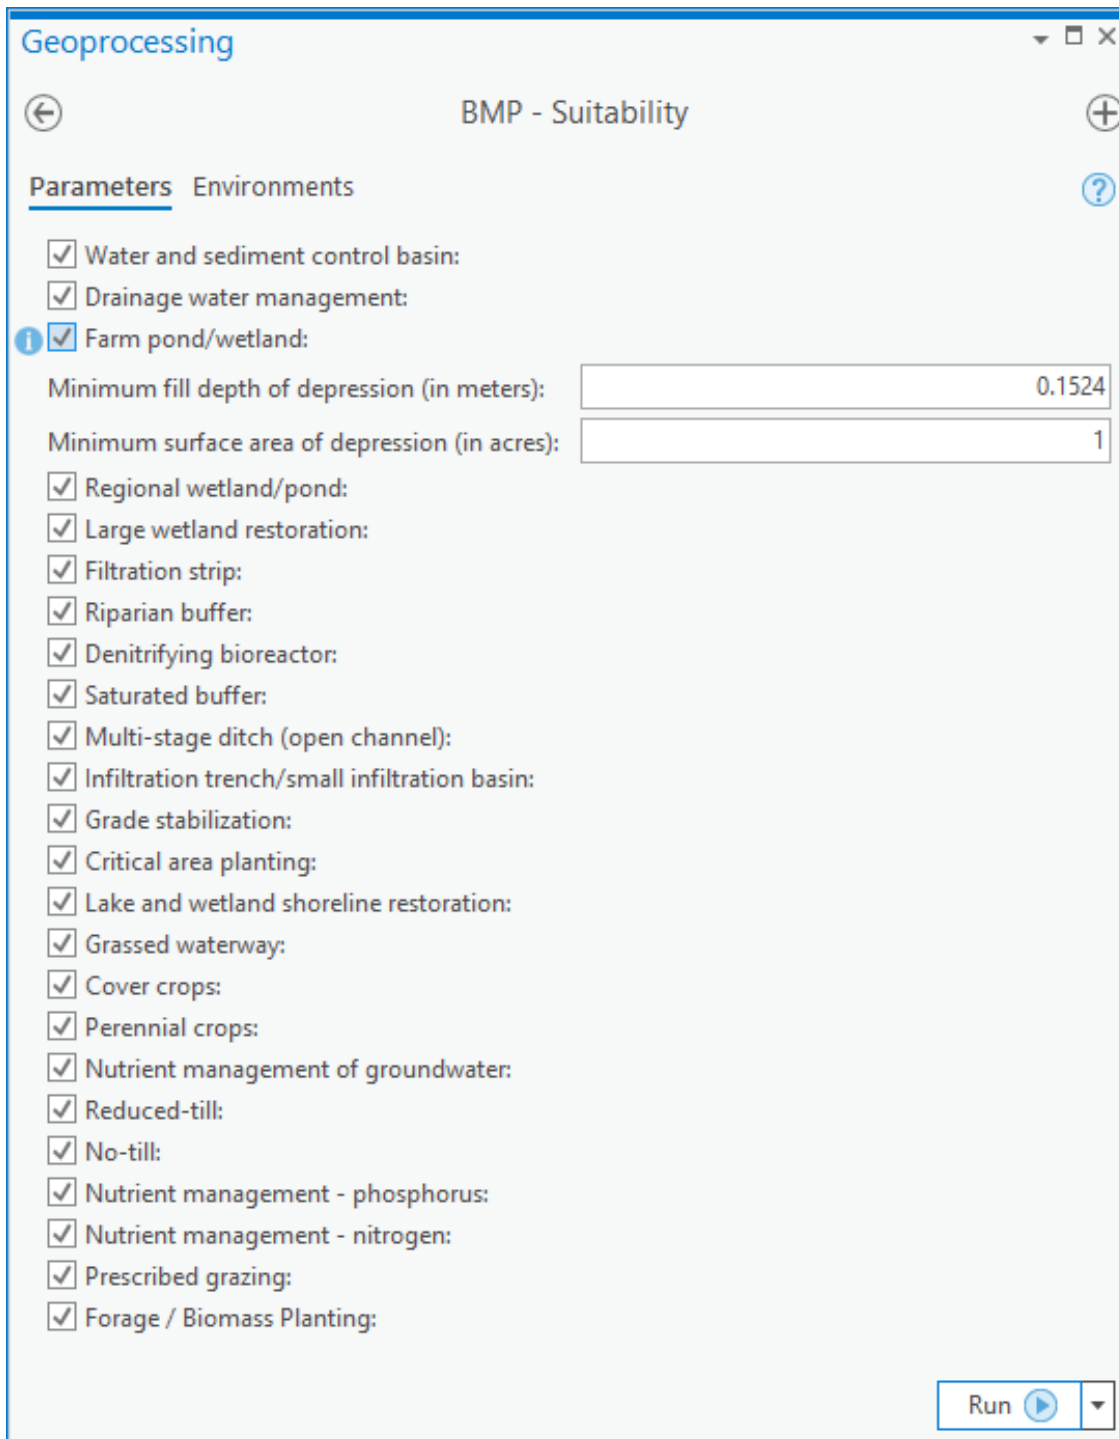 Geoprocessing
BMP - Suitability
Parameters Environments
Water and sediment control basin:
Drainage water management:
Farm pond/wetland:
Minimum fill depth of depression (in meters): 0.1524
Minimum surface area of depression (in acres): 1
Regional wetland/pond:
Large wetland restoration:
Filtration strip:
Riparian buffer:
Denitrifying bioreactor:
Saturated buffer:
Multi-stage ditch (open channel):
Infiltration trench/small infiltration basin:
Grade stabilization:
Critical area planting:
Lake and wetland shoreline restoration:
Grassed waterway:
Cover crops:
Perennial crops:
Nutrient management of groundwater:
Reduced-till:
No-till:
Nutrient management - phosphorus:
Nutrient management - nitrogen:
Prescribed grazing:
Forage / Biomass Planting:
Run